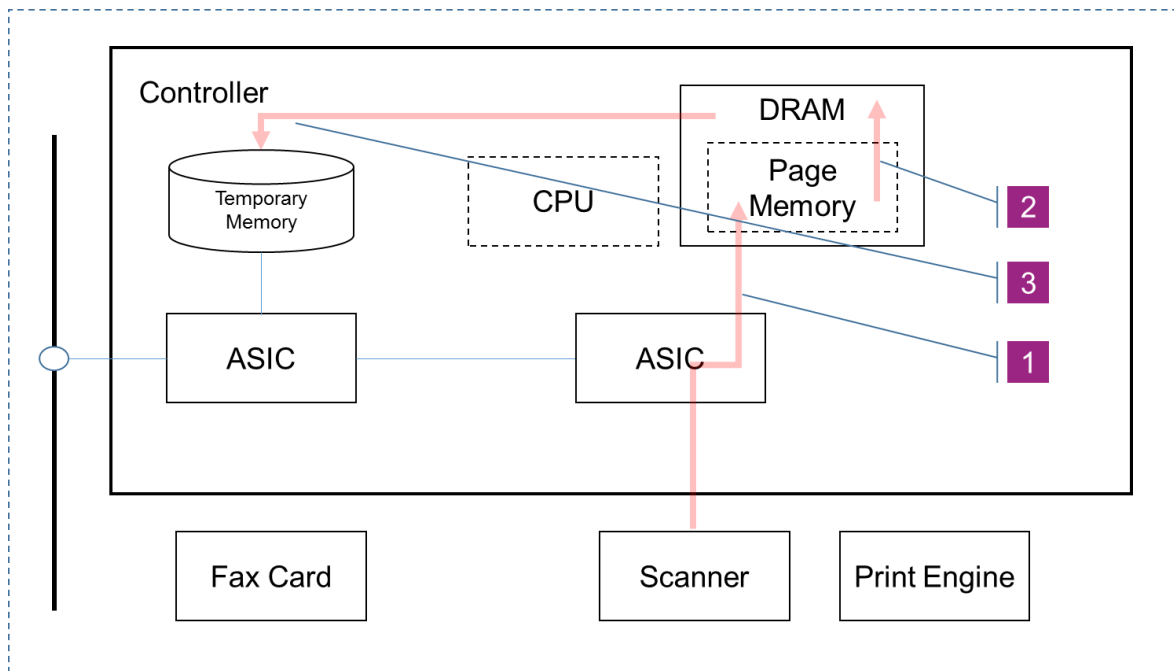 Controller
DRAM
Temporary
Memory
CPU
Page
Memory
2
3
ASIC
ASIC
1
Fax Card
Scanner
Print Engine